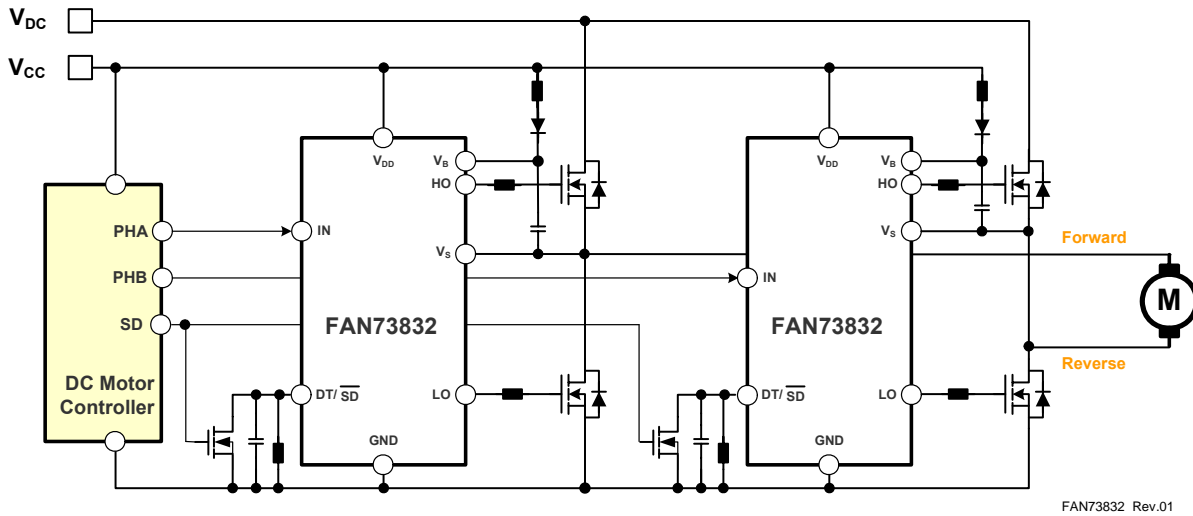 VDC
VCC
VDD
VB
HO
PHA
IN
VS
PHB
SD
FAN73832
DC Motor
Controller
DT/ SD
LO
GND
VDD
VB
HO
VS
Forward
IN
M
FAN73832
Reverse
DT/ SD
LO
GND
FAN73832 Rev.01